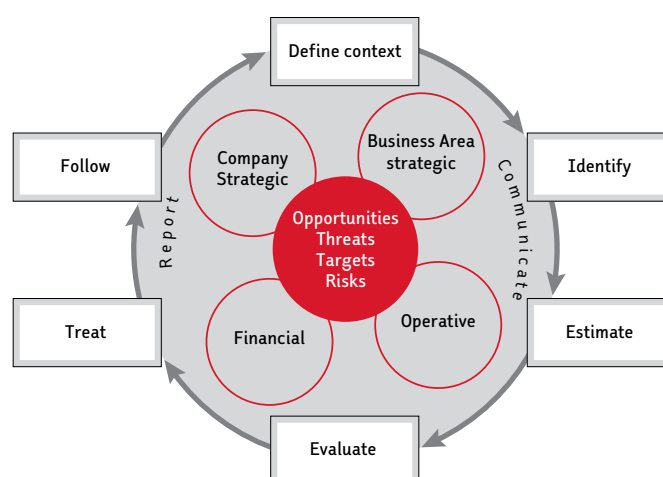 Define context
Business Area
strategic
Company
Strategic
Follow
Identify
Communicate
Report
Opportunities
Threats
Targets
Risks
Treat
Financial
Operative
Estimate
Evaluate